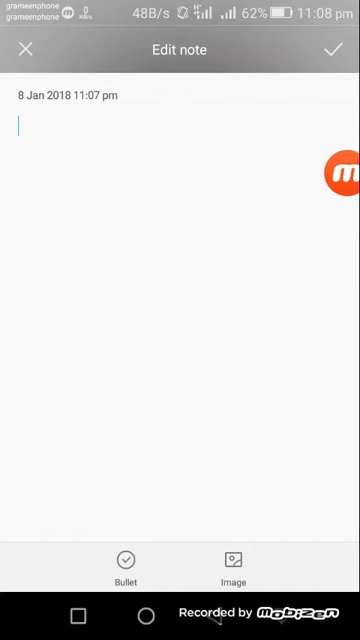 grameenphone
grameenphone
0
KB/s
48B/s
62%
11:08 pm
Edit note
8 Jan 2018 11:07 pm
Bullet
Image
Recorded by mobizen